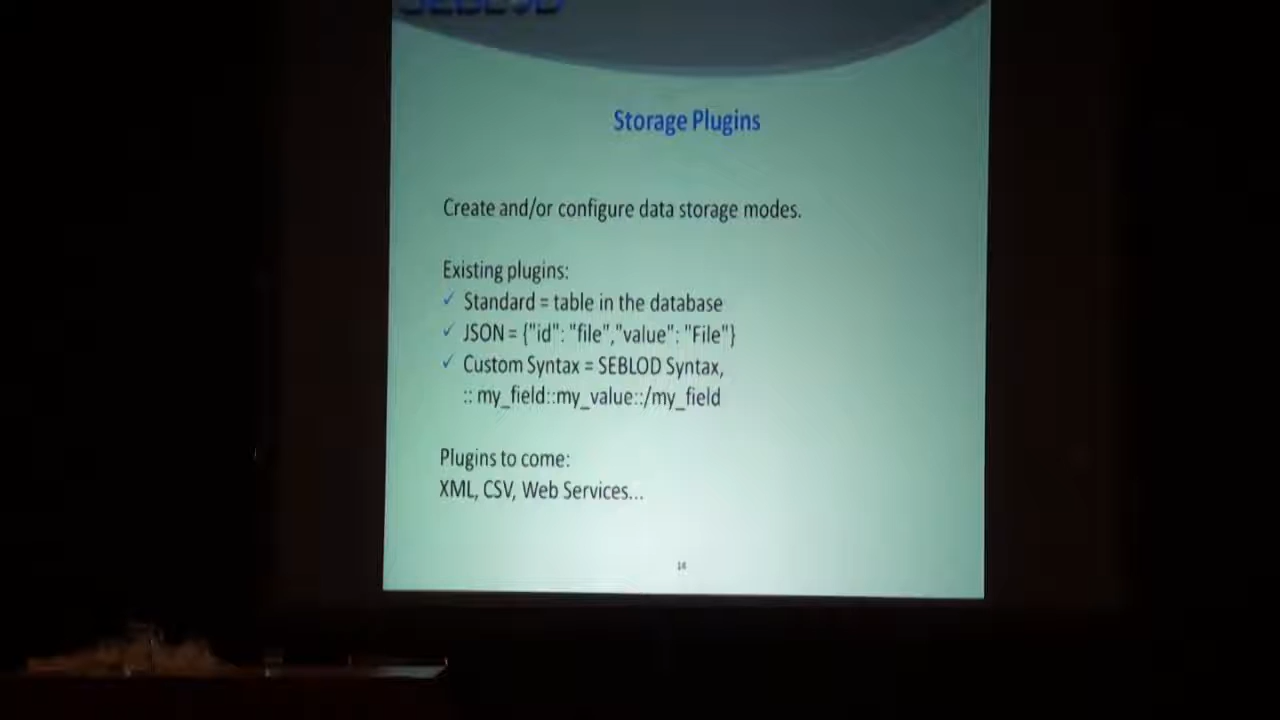 SEBLOD
Storage Plugins
Create and/or configure data storage modes.
Existing plugins:
✓ Standard = table in the database
✓ JSON = {"id": "file","value": "File"}
✓ Custom Syntax = SEBLOD Syntax,
:: my_field::my_value::/my_field
Plugins to come:
XML, CSV, Web Services...